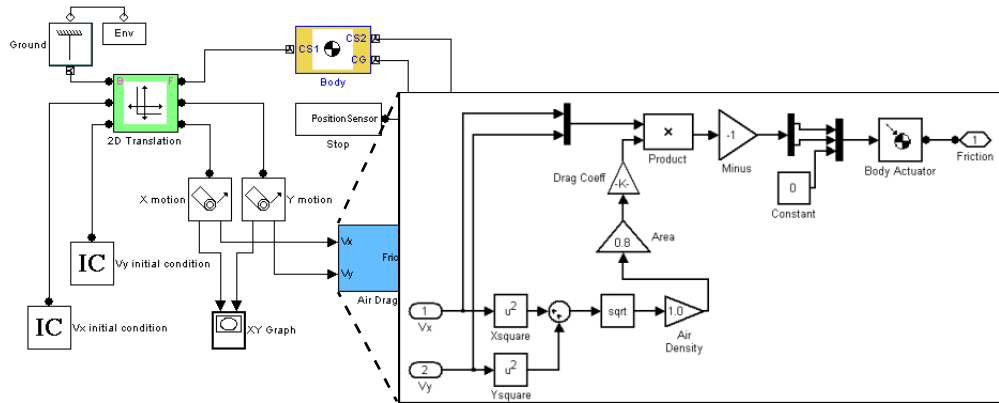 Ground
Env
B
F
2D Translation
CS1
CS2
CG
Body
PositionSensor
Stop
X motion
Y motion
IC
Vy initial condition
IC
Vx initial condition
XY Graph
Vx
Vy
Fric
Air Drag
×
Product
-1
Minus
0
Constant
Body Actuator
1
Friction
Drag Coeff
-K-
0.8
Area
1
Vx
u²
Xsquare
sqrt
1.0
Air
Density
2
Vy
u²
Ysquare